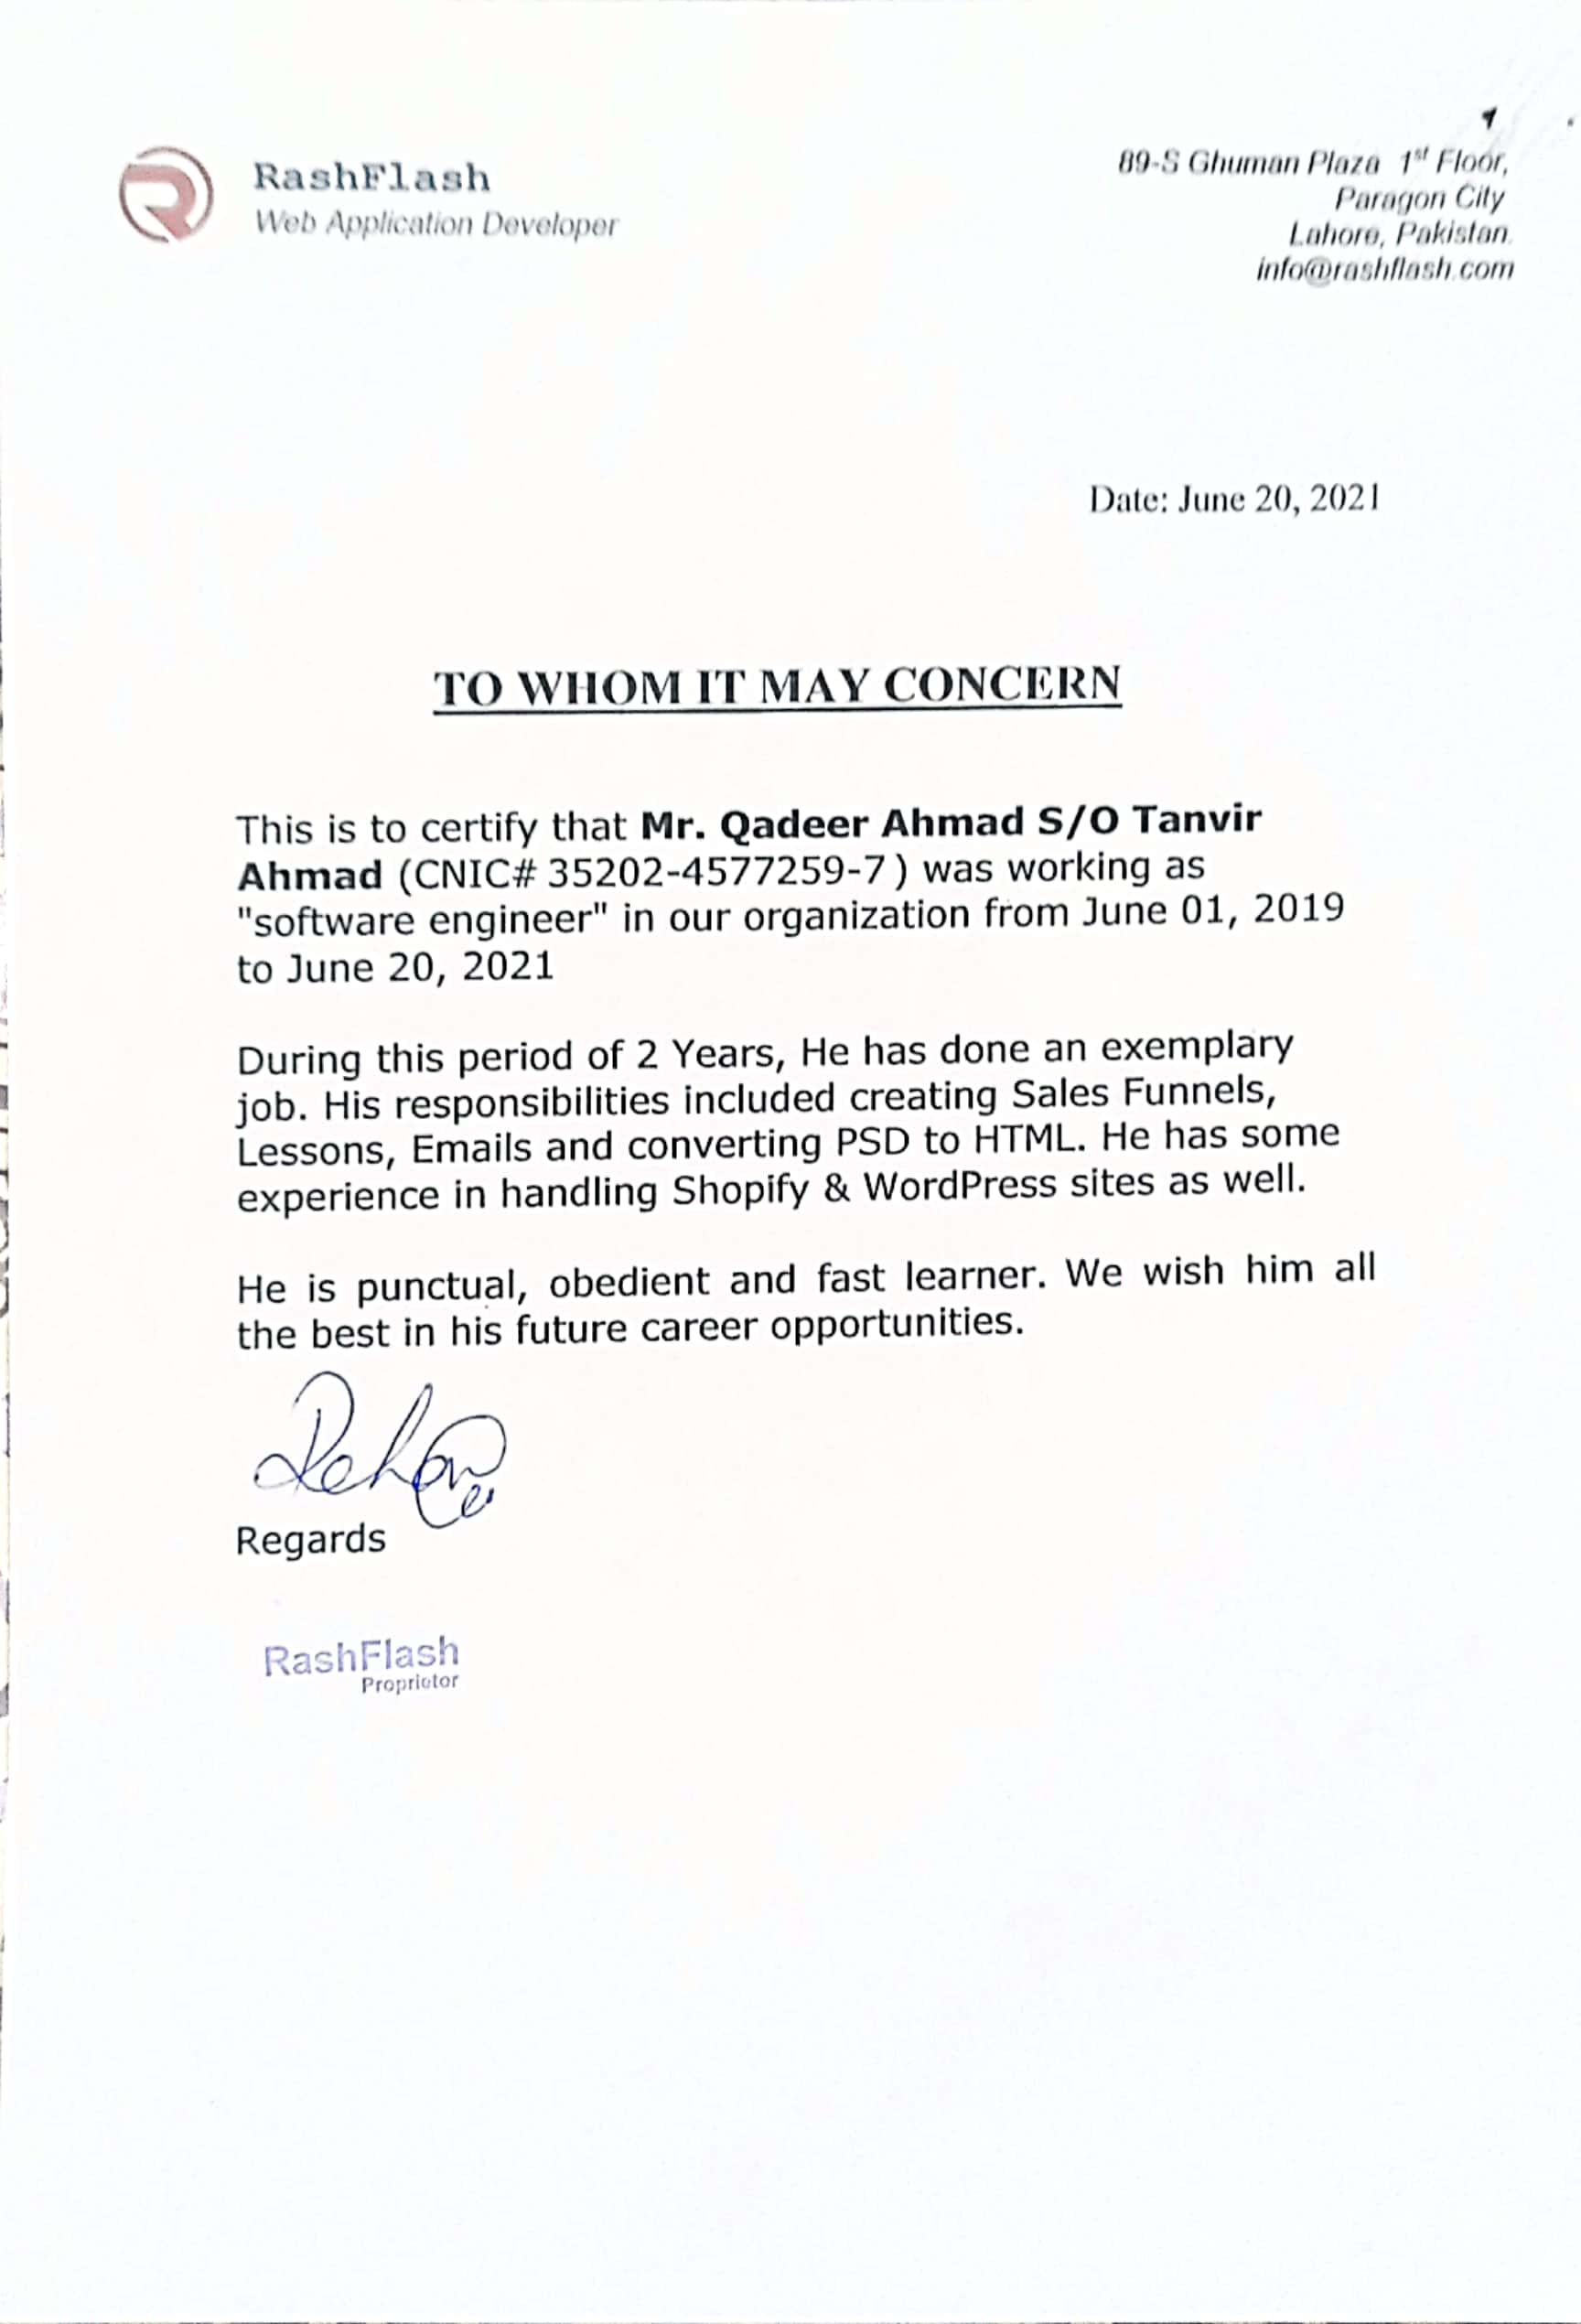 RashFlash
Web Application Developer
89-S Ghuman Plaza 1st Floor,
Paragon City
Lahore, Pakistan.
info@rashflash.com
Date: June 20, 2021
TO WHOM IT MAY CONCERN
This is to certify that Mr. Qadeer Ahmad S/O Tanvir
Ahmad (CNIC# 35202-4577259-7) was working as
"software engineer" in our organization from June 01, 2019
to June 20, 2021
During this period of 2 Years, He has done an exemplary
job. His responsibilities included creating Sales Funnels,
Lessons, Emails and converting PSD to HTML. He has some
experience in handling Shopify & WordPress sites as well.
He is punctual, obedient and fast learner. We wish him all
the best in his future career opportunities.
Regards
RashFlash
Proprietor